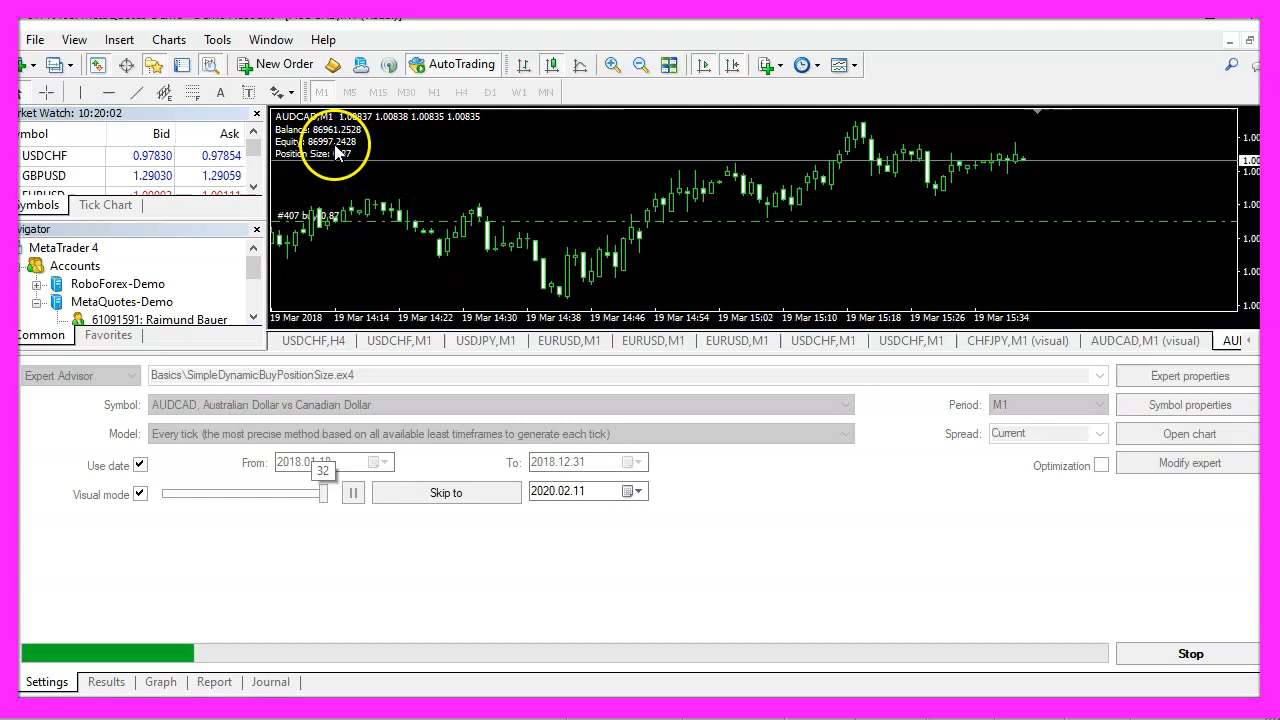 File View Insert Charts Tools Window Help
New Order AutoTrading
M1 M5 M15 M30 H1 H4 D1 W1 MN
rket Watch: 10:20:02
ymbol Bid Ask
USDCHF 0.97830 0.97854
GBPUSD 1.29030 1.29059
ymbols Tick Chart
vigator
MetaTrader 4
Accounts
RoboForex-Demo
MetaQuotes-Demo
61091591: Raimund Bauer
Common Favorites
AUDCAD,M1 1.00837 1.00838 1.00835 1.00835
Balance: 86961.2528
Equity: 86997.2428
Position Size:
#407 buy 0.87
19 Mar 2018 19 Mar 14:14 19 Mar 14:22 19 Mar 14:30 19 Mar 14:38 19 Mar 14:46 19 Mar 14:54 19 Mar 15:02 19 Mar 15:10 19 Mar 15:18 19 Mar 15:26 19 Mar 15:34
USDCHF,H4 USDCHF,M1 USDJPY,M1 EURUSD,M1 EURUSD,M1 EURUSD,M1 USDCHF,M1 USDCHF,M1 CHFJPY,M1 (visual) AUDCAD,M1 (visual) AU
Expert Advisor Basics\SimpleDynamicBuyPositionSize.ex4 Expert properties
Symbol: AUDCAD, Australian Dollar vs Canadian Dollar Period: M1 Symbol properties
Model: Every tick (the most precise method based on all available least timeframes to generate each tick) Spread: Current Open chart
Use date From: To: 2018.12.31 Optimization Modify expert
32
Visual mode Skip to 2020.02.11
Stop
Settings Results Graph Report Journal